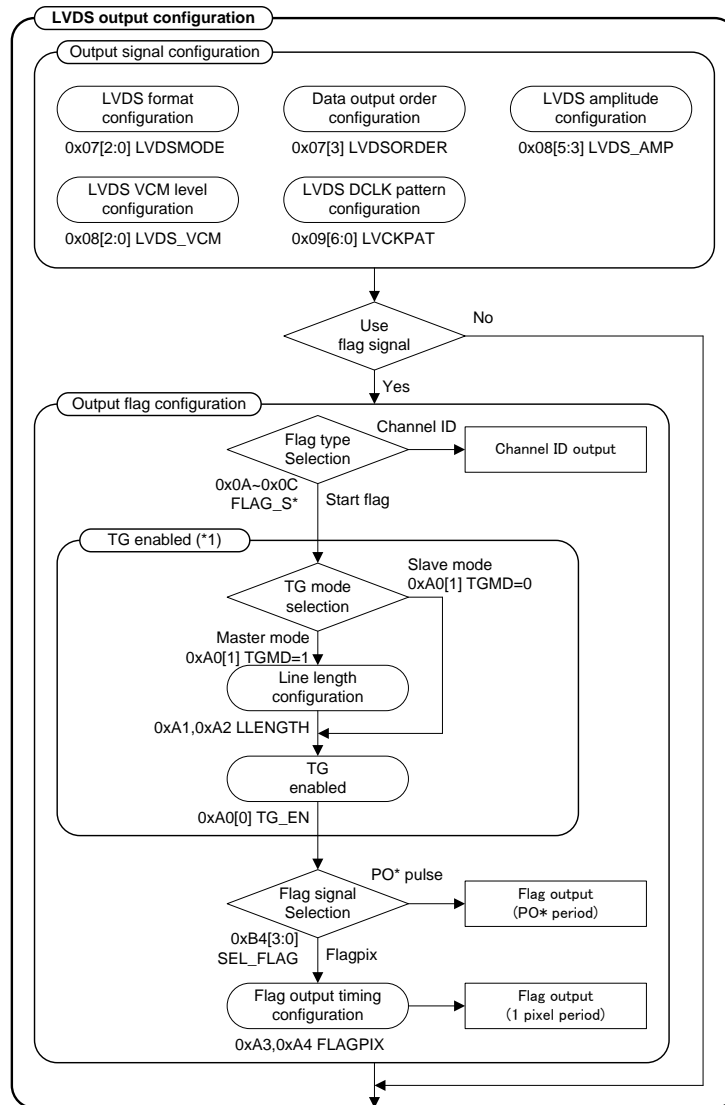 LVDS output configuration
Output signal configuration
LVDS format
configuration
0x07[2:0] LVDSMODE
Data output order
configuration
0x07[3] LVDSORDER
LVDS amplitude
configuration
0x08[5:3] LVDS_AMP
LVDS VCM level
configuration
0x08[2:0] LVDS_VCM
LVDS DCLK pattern
configuration
0x09[6:0] LVCKPAT
Use
flag signal
No
Yes
Output flag configuration
Flag type
Selection
Channel ID
Channel ID output
0x0A~0x0C
FLAG_S*
Start flag
TG enabled (*1)
TG mode
selection
Slave mode
0xA0[1] TGMD=0
Master mode
0xA0[1] TGMD=1
Line length
configuration
0xA1,0xA2 LLENGTH
TG
enabled
0xA0[0] TG_EN
Flag signal
Selection
PO* pulse
Flag output
(PO* period)
0xB4[3:0]
SEL_FLAG
Flagpix
Flag output timing
configuration
Flag output
(1 pixel period)
0xA3,0xA4 FLAGPIX